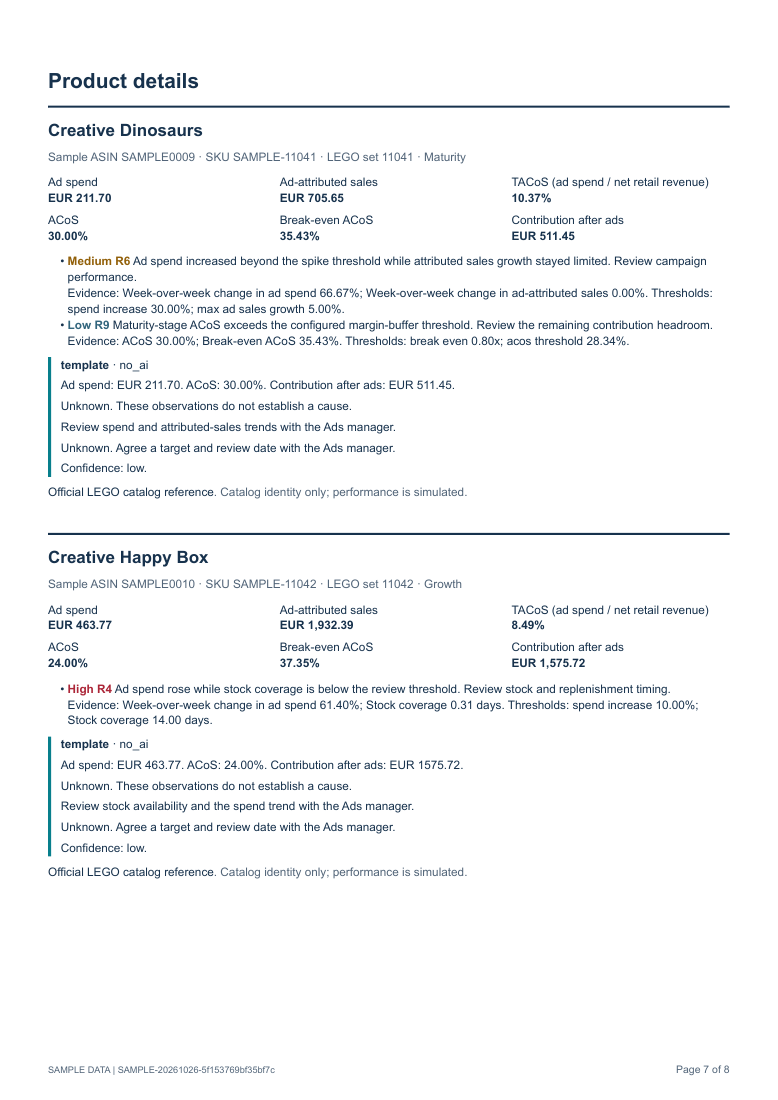 Product details
Creative Dinosaurs
Sample ASIN SAMPLE0009 · SKU SAMPLE-11041 · LEGO set 11041 · Maturity
Ad spend
EUR 211.70
Ad-attributed sales
EUR 705.65
TACoS (ad spend / net retail revenue)
10.37%
ACoS
30.00%
Break-even ACoS
35.43%
Contribution after ads
EUR 511.45
• Medium R6 Ad spend increased beyond the spike threshold while attributed sales growth stayed limited. Review campaign
performance.
Evidence: Week-over-week change in ad spend 66.67%; Week-over-week change in ad-attributed sales 0.00%. Thresholds:
spend increase 30.00%; max ad sales growth 5.00%.
• Low R9 Maturity-stage ACoS exceeds the configured margin-buffer threshold. Review the remaining contribution headroom.
Evidence: ACoS 30.00%; Break-even ACoS 35.43%. Thresholds: break even 0.80x; acos threshold 28.34%.
template · no_ai
Ad spend: EUR 211.70. ACoS: 30.00%. Contribution after ads: EUR 511.45.
Unknown. These observations do not establish a cause.
Review spend and attributed-sales trends with the Ads manager.
Unknown. Agree a target and review date with the Ads manager.
Confidence: low.
Official LEGO catalog reference. Catalog identity only; performance is simulated.
Creative Happy Box
Sample ASIN SAMPLE0010 · SKU SAMPLE-11042 · LEGO set 11042 · Growth
Ad spend
EUR 463.77
Ad-attributed sales
EUR 1,932.39
TACoS (ad spend / net retail revenue)
8.49%
ACoS
24.00%
Break-even ACoS
37.35%
Contribution after ads
EUR 1,575.72
• High R4 Ad spend rose while stock coverage is below the review threshold. Review stock and replenishment timing.
Evidence: Week-over-week change in ad spend 61.40%; Stock coverage 0.31 days. Thresholds: spend increase 10.00%;
Stock coverage 14.00 days.
template · no_ai
Ad spend: EUR 463.77. ACoS: 24.00%. Contribution after ads: EUR 1575.72.
Unknown. These observations do not establish a cause.
Review stock availability and the spend trend with the Ads manager.
Unknown. Agree a target and review date with the Ads manager.
Confidence: low.
Official LEGO catalog reference. Catalog identity only; performance is simulated.
SAMPLE DATA | SAMPLE-20261026-5f153769bf35bf7c
Page 7 of 8